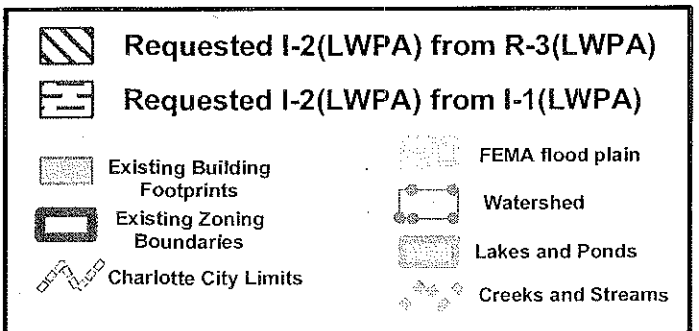 Requested I-2(LWPA) from R-3(LWPA)
Requested I-2(LWPA) from I-1(LWPA)
Existing Building
Footprints
Existing Zoning
Boundaries
Charlotte City Limits
FEMA flood plain
Watershed
Lakes and Ponds
Creeks and Streams